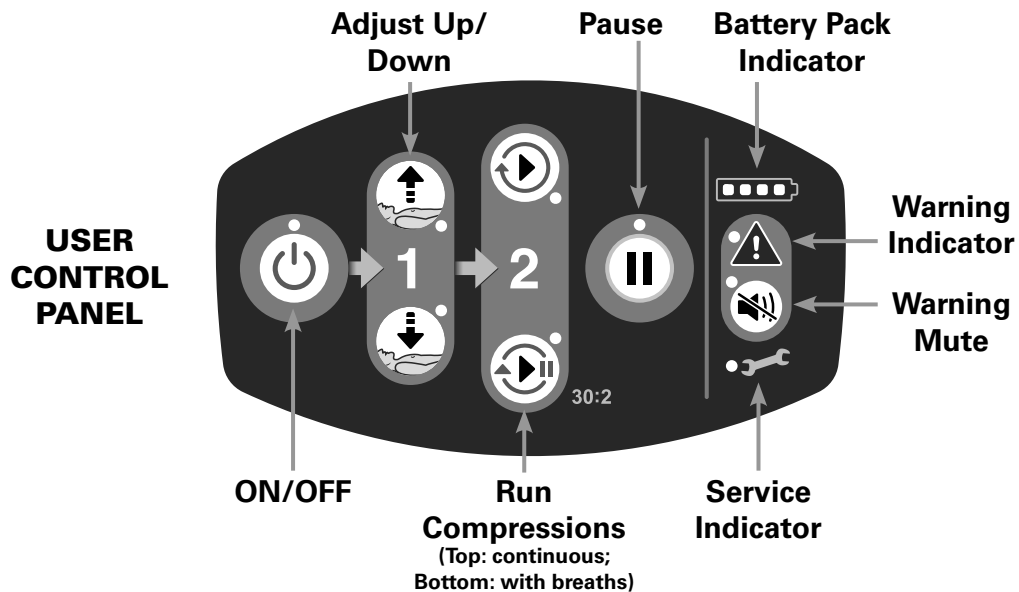 Adjust Up/
Down
Pause
Battery Pack
Indicator
USER
CONTROL
PANEL
1
2
30:2
Warning
Indicator
Warning
Mute
ON/OFF
Run
Compressions
(Top: continuous;
Bottom: with breaths)
Service
Indicator